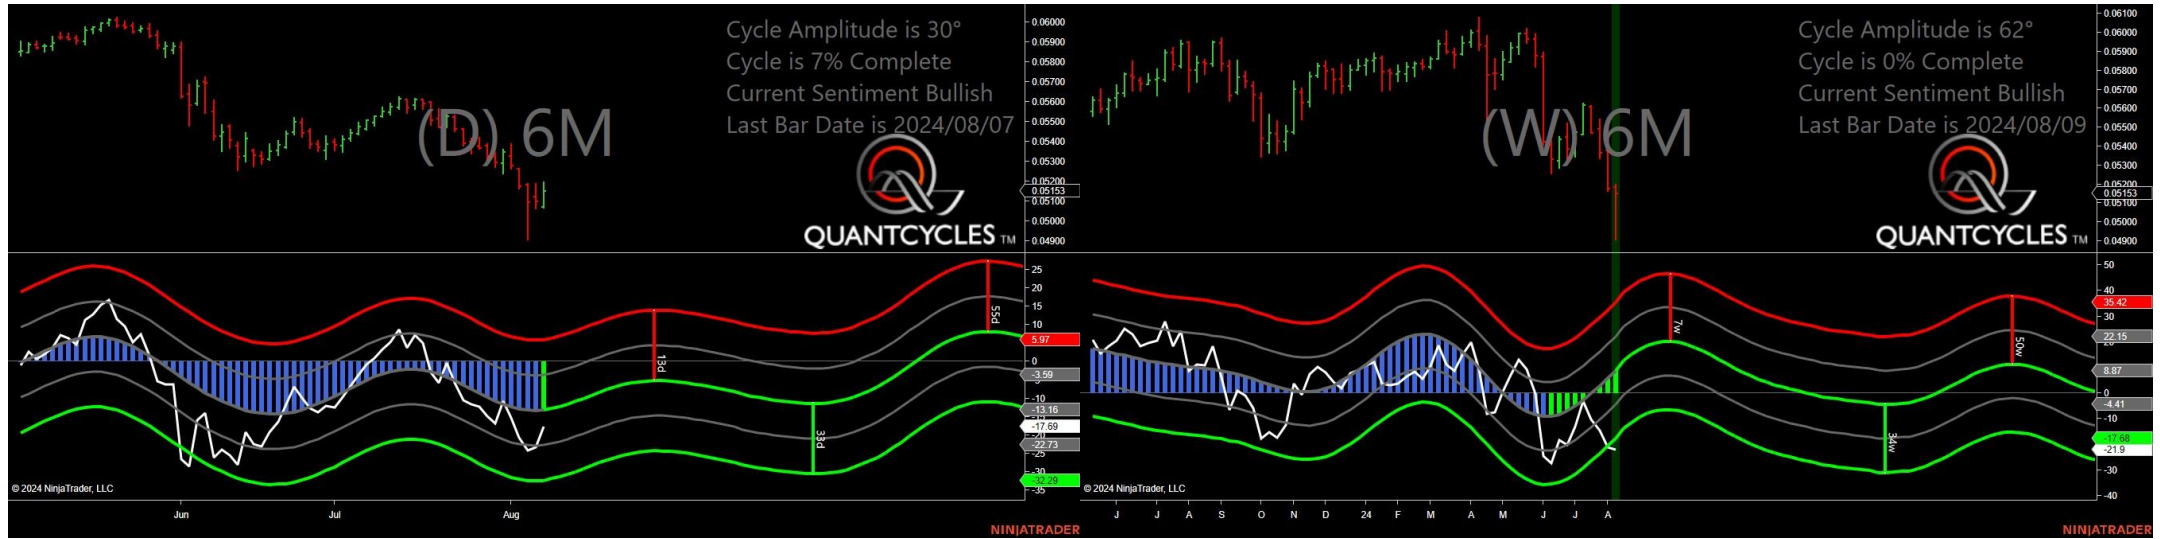 Cycle Amplitude is 30°
Cycle is 7% Complete
Current Sentiment Bullish
Last Bar Date is 2024/08/07
(D) 6M
QUANTCYCLES TM
0.06000
0.05900
0.05800
0.05700
0.05600
0.05500
0.05400
0.05300
0.05200
0.05153
0.05100
0.05000
0.04900
25
20
15
10
5.97
0
-3.59
-10
-13.16
-17.69
-22.73
-25
-30
-32.29
-35
13d
33d
55d
© 2024 NinjaTrader, LLC
Jun Jul Aug
NINJATRADER
Cycle Amplitude is 62°
Cycle is 0% Complete
Current Sentiment Bullish
Last Bar Date is 2024/08/09
(W) 6M
QUANTCYCLES TM
0.06100
0.06000
0.05900
0.05800
0.05700
0.05600
0.05500
0.05400
0.05300
0.05200
0.05153
0.05100
0.05000
0.04900
50
40
35.42
30
22.15
20
8.87
0
-4.41
-10
-17.68
-21.9
-30
-40
7w
34w
50w
© 2024 NinjaTrader, LLC
J J A S O N D 24 F M A M J J A
NINJATRADER